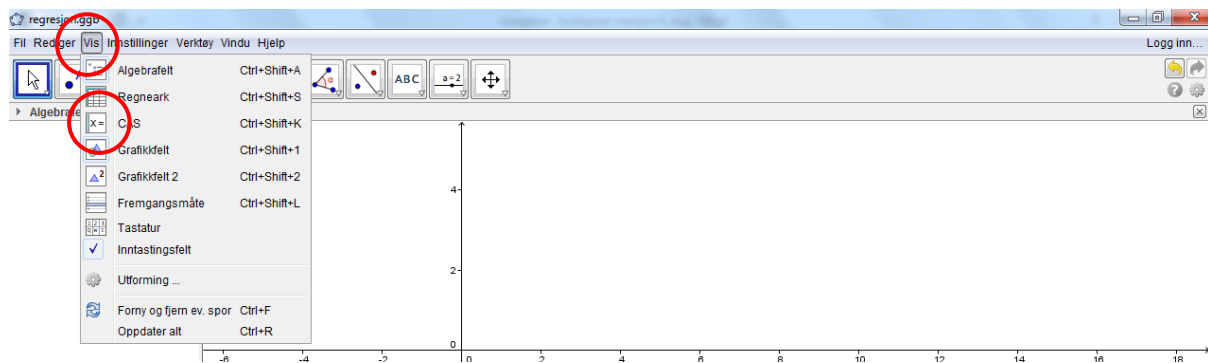 regresjon.ggb
Fil Rediger Vis Innstillinger Verktøy Vindu Hjelp
Logg inn...
ABC
a=2
Algebrafelt Ctrl+Shift+A
Regneark Ctrl+Shift+S
X= CAS Ctrl+Shift+K
Grafikkfelt Ctrl+Shift+1
2 Grafikkfelt 2 Ctrl+Shift+2
Fremgangsmåte Ctrl+Shift+L
Tastatur
Inntastingsfelt
Utforming ...
Forny og fjern ev. spor Ctrl+F
Oppdater alt Ctrl+R
4
2
0
-6 -4 -2 0 2 4 6 8 10 12 14 16 18